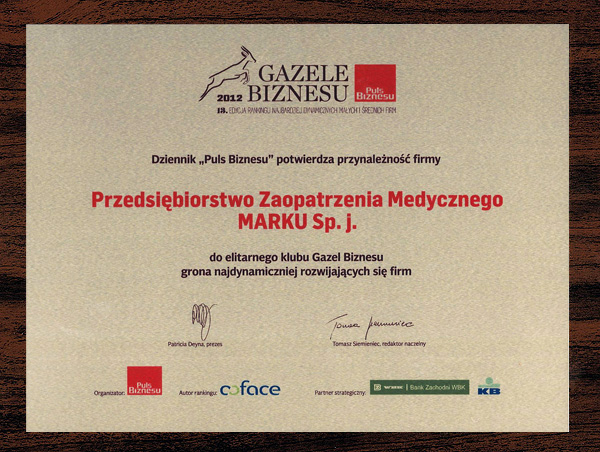 GAZELE
2012 BIZNESU
Puls
Biznesu
13. EDYCJA RANKINGU NAJBARDZIEJ DYNAMICZNYCH MAŁYCH I ŚREDNICH FIRM
Dziennik „Puls Biznesu” potwierdza przynależność firmy
Przedsiębiorstwo Zaopatrzenia Medycznego
MARKU Sp. j.
do elitarnego klubu Gazel Biznesu
grona najdynamiczniej rozwijających się firm
Patricia Deyna, prezes
Tomasz Siemieniec, redaktor naczelny
Organizator:
Puls
Biznesu
Autor rankingu:
coface
Partner strategiczny:
WBK
Bank Zachodni WBK
KB